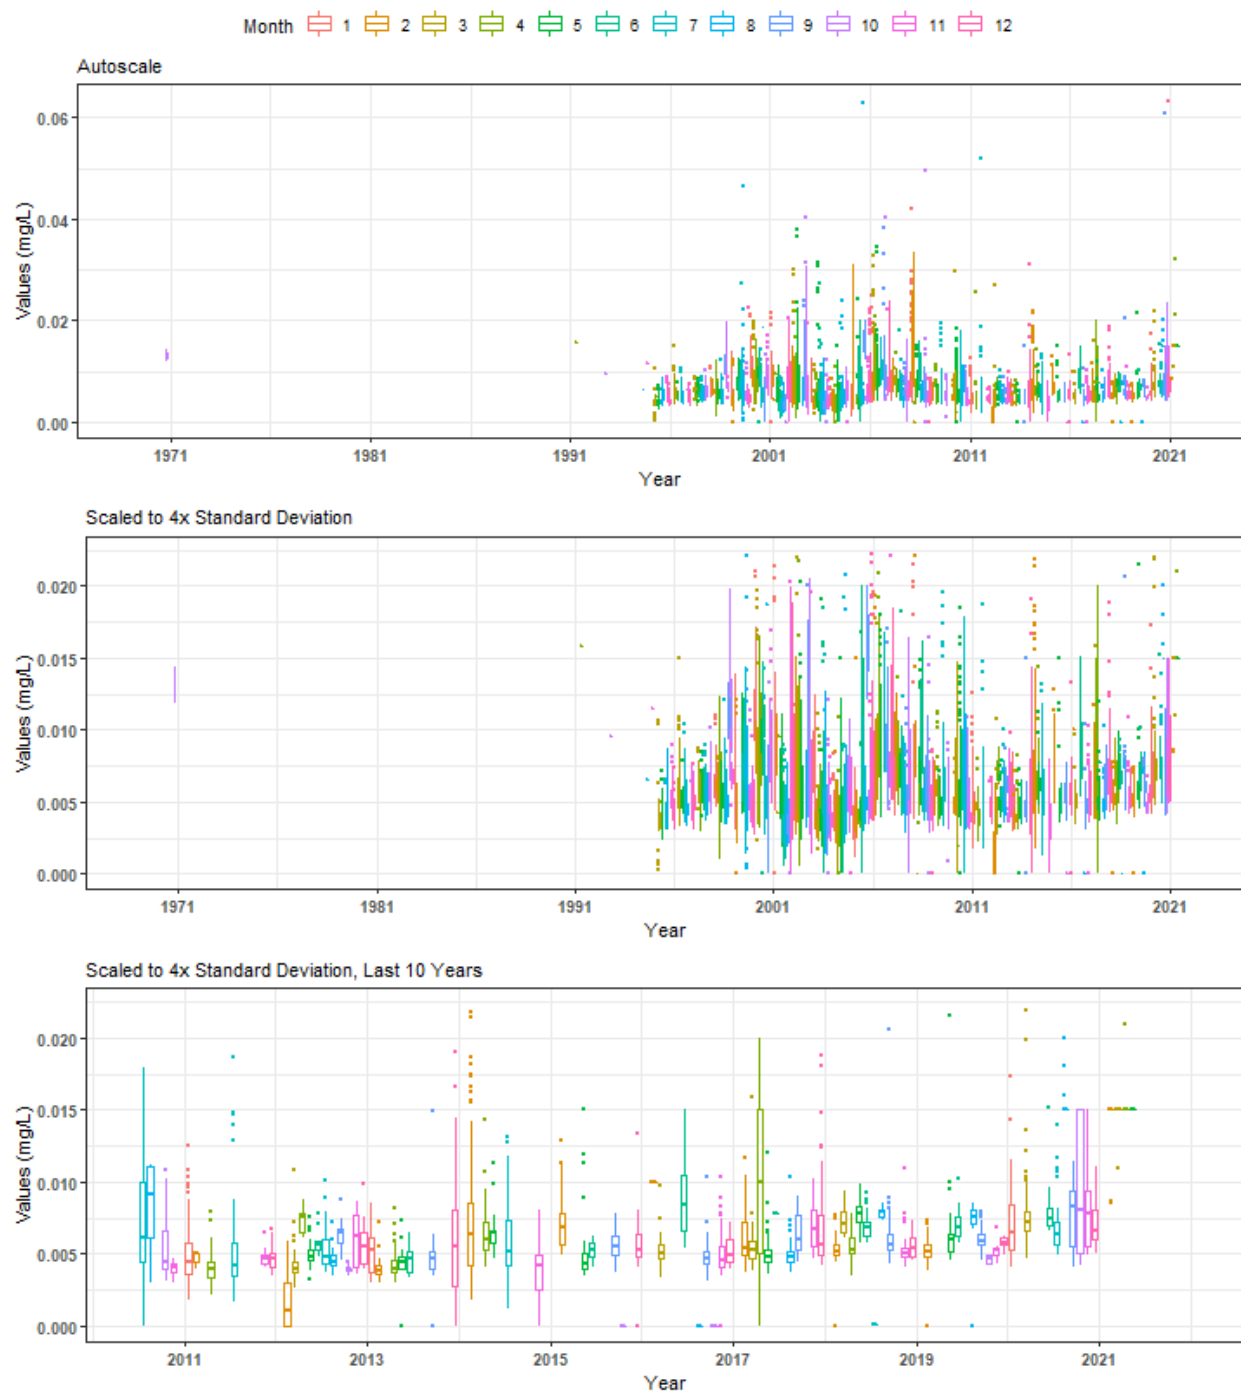 Month 1 2 3 4 5 6 7 8 9 10 11 12
Autoscale
Values (mg/L)
0.06
0.04
0.02
0.00
1971 1981 1991 2001 2011 2021
Year
Scaled to 4x Standard Deviation
Values (mg/L)
0.020
0.015
0.010
0.005
0.000
1971 1981 1991 2001 2011 2021
Year
Scaled to 4x Standard Deviation, Last 10 Years
Values (mg/L)
0.020
0.015
0.010
0.005
0.000
2011 2013 2015 2017 2019 2021
Year